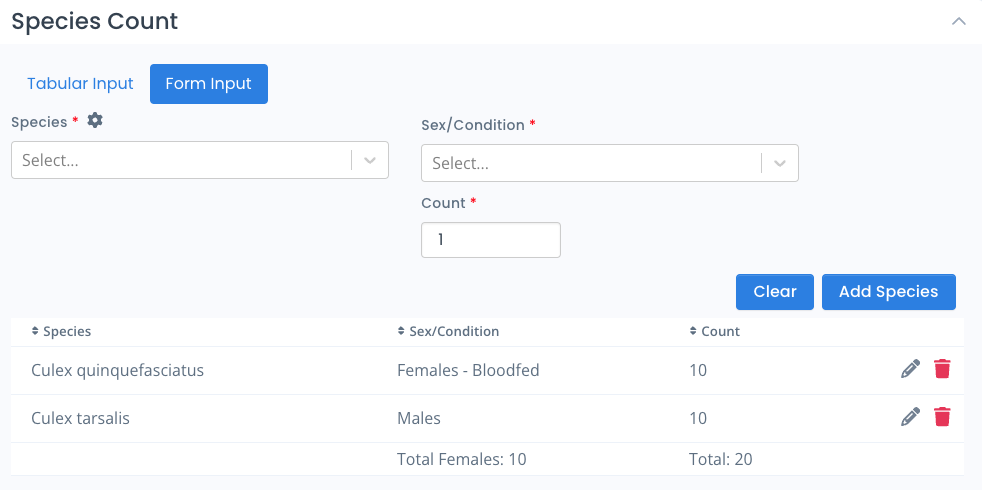 Species Count
Tabular Input Form Input
Species *
Sex/Condition *
Select...
Select...
Count *
1
Clear Add Species
Species Sex/Condition Count
Culex quinquefasciatus Females - Bloodfed 10
Culex tarsalis Males 10
Total Females: 10 Total: 20